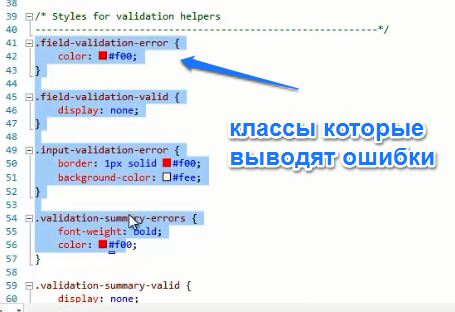 38
39
40 /* Styles for validation helpers
-----------------------------------------------------------*/
41 .field-validation-error {
42 color: #f00;
43 }
44
45 .field-validation-valid {
46 display: none;
47 }
48
49 .input-validation-error {
50 border: 1px solid #f00;
51 background-color: #fee;
52 }
53
54 .validation-summary-errors {
55 font-weight: bold;
56 color: #f00;
57 }
58
59 .validation-summary-valid {
60 display: none;
классы которые
выводят ошибки